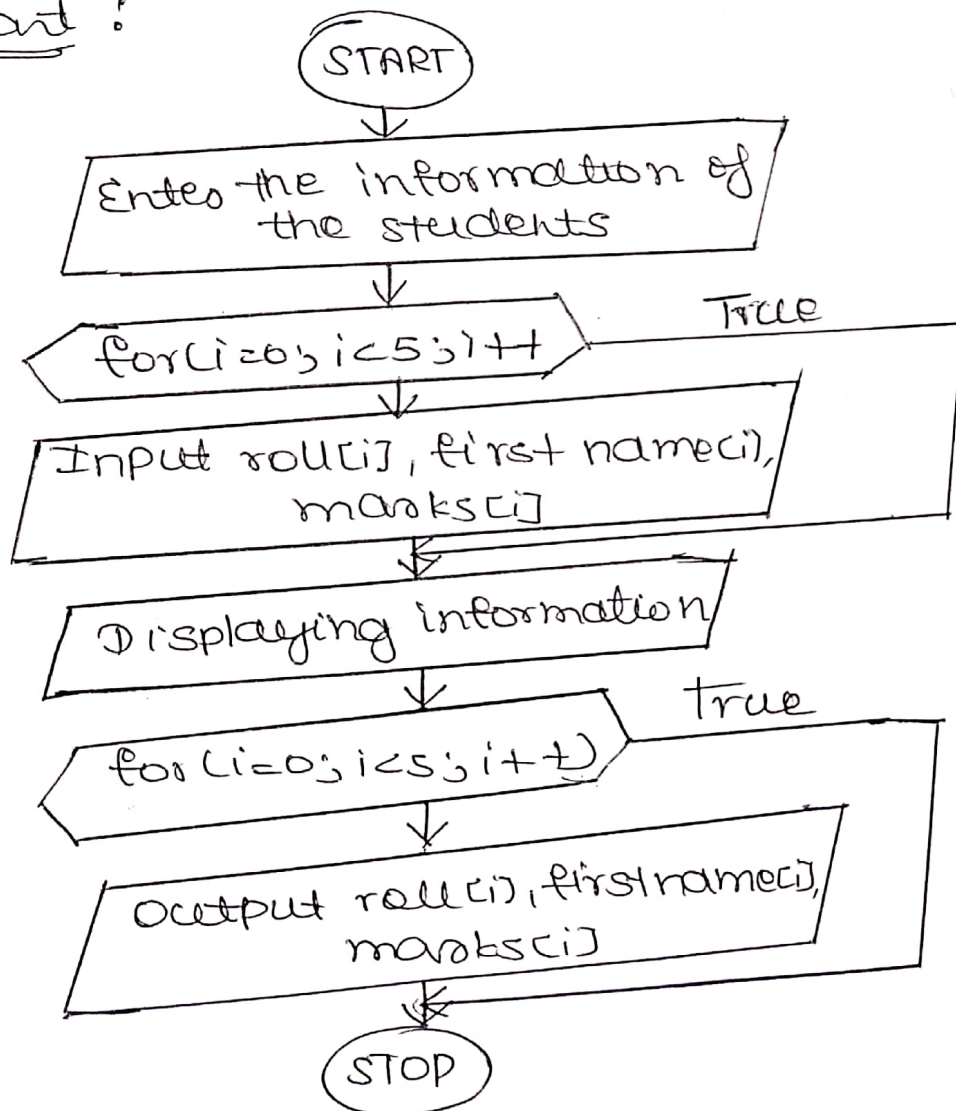 START
Enter the information of
the students
for(i=0; i<5; i++
True
Input roll[i], first name(i),
marks[i]
Displaying information
True
for(i=0; i<5; i++)
Output roll[i], firstname[i],
marks[i]
STOP